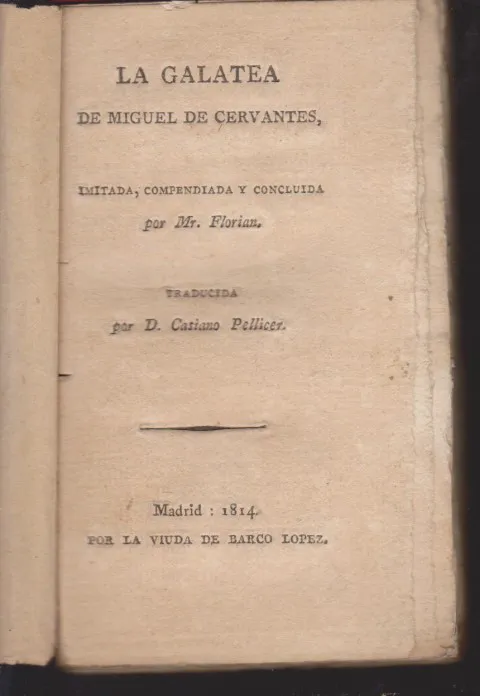 LA GALATEA
DE MIGUEL DE CERVANTES,
IMITADA, COMPENDIADA Y CONCLUIDA
por Mr. Florian.
TRADUCIDA
por D. Casiano Pellicer.
Madrid : 1814.
POR LA VIUDA DE BARCO LOPEZ.